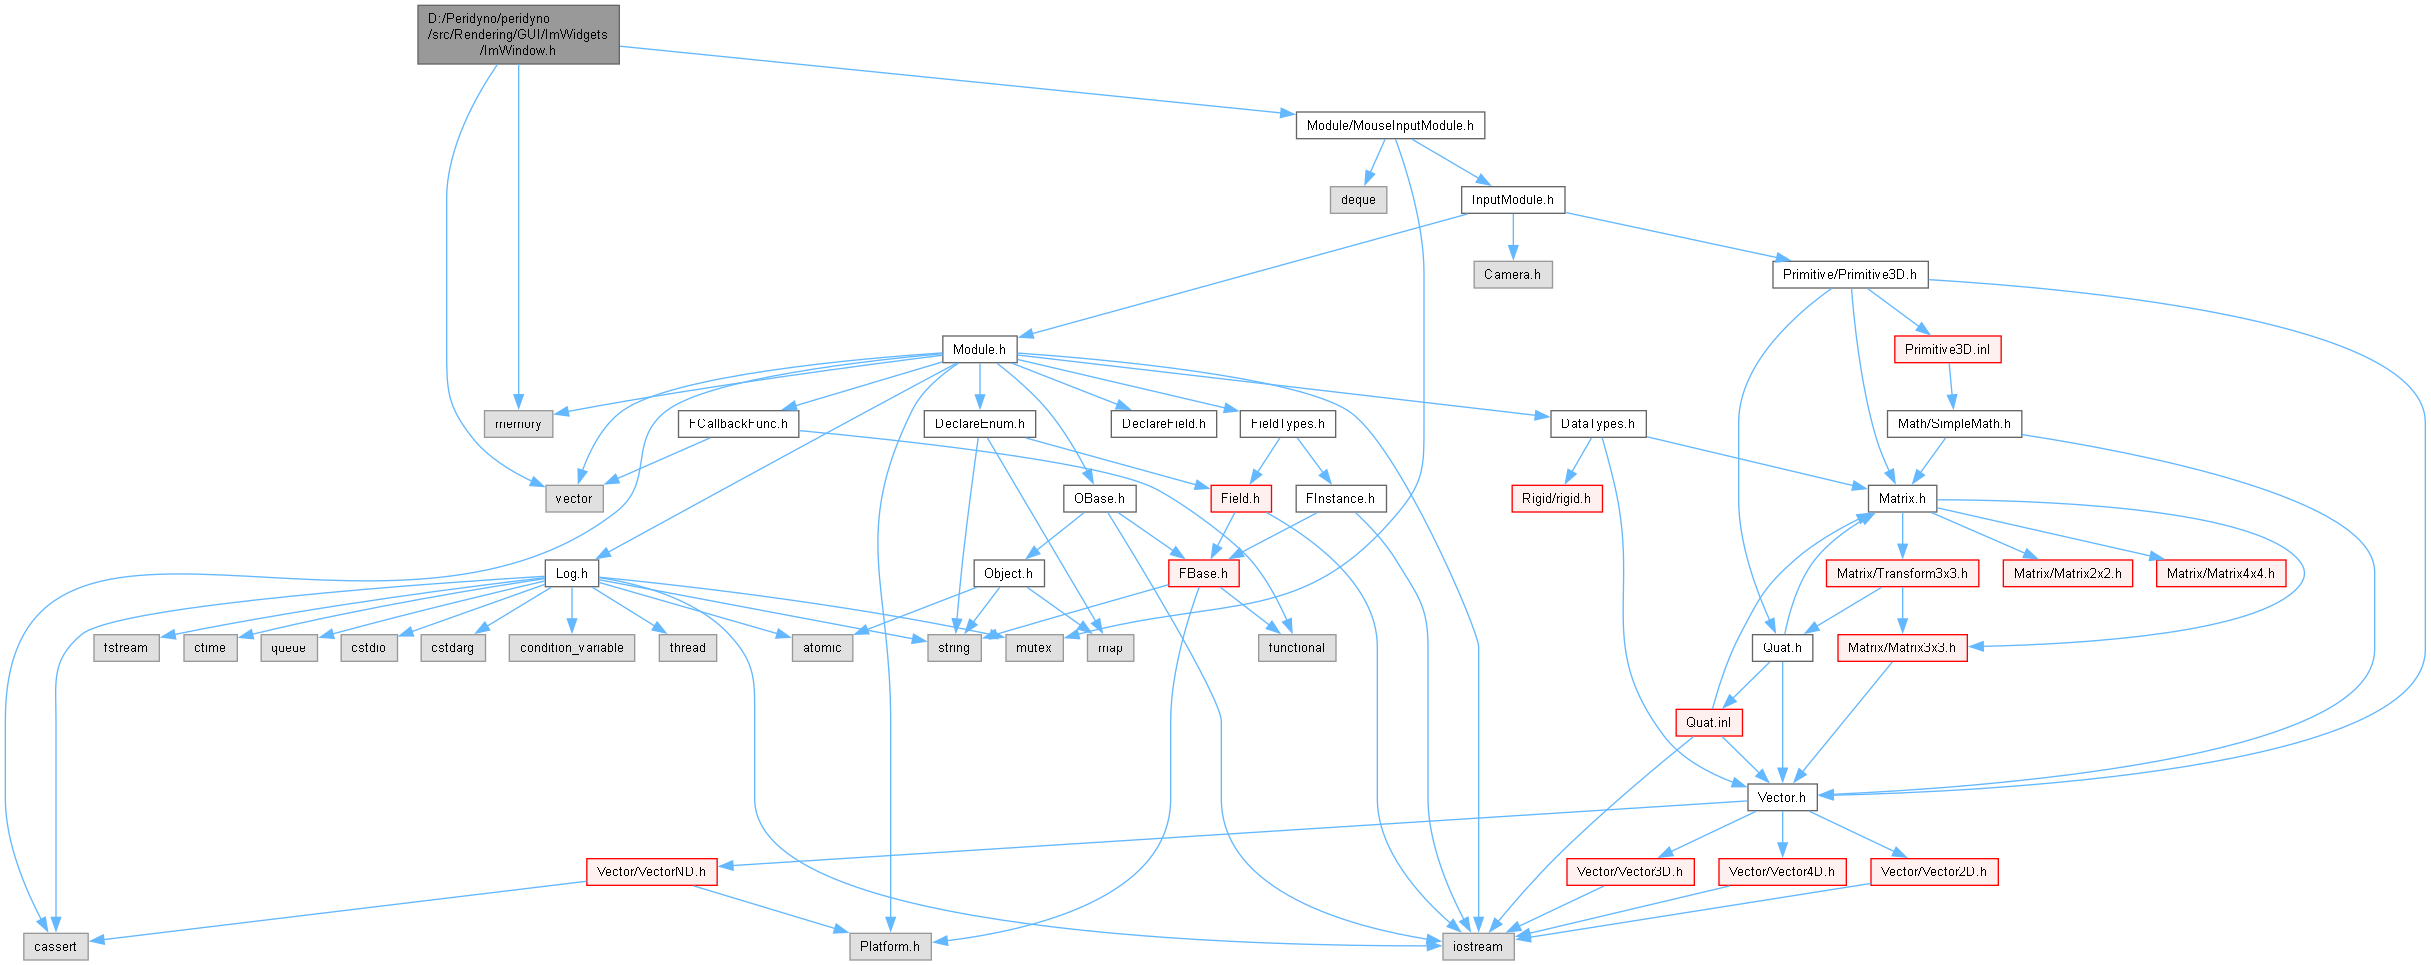 D:/Peridyno/peridyno
/src/Rendering/GUI/ImWidgets
/ImWindow.h
Module/MouseInputModule.h
deque
InputModule.h
Camera.h
Primitive/Primitive3D.h
Module.h
Primitive3D.inl
memory
FCallbackFunc.h
DeclareEnum.h
DeclareField.h
FieldTypes.h
DataTypes.h
Math/SimpleMath.h
vector
OBase.h
Field.h
FInstance.h
Rigid/rigid.h
Matrix.h
Log.h
Object.h
FBase.h
Matrix/Transform3x3.h
Matrix/Matrix2x2.h
Matrix/Matrix4x4.h
fstream
ctime
queue
cstdio
cstdarg
condition_variable
thread
atomic
string
mutex
map
functional
Quat.h
Matrix/Matrix3x3.h
Quat.inl
Vector.h
Vector/VectorND.h
Vector/Vector3D.h
Vector/Vector4D.h
Vector/Vector2D.h
cassert
Platform.h
iostream